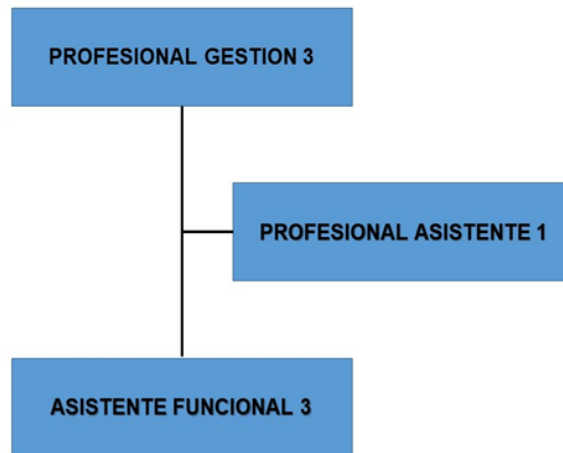 PROFESIONAL GESTION 3
PROFESIONAL ASISTENTE 1
ASISTENTE FUNCIONAL 3